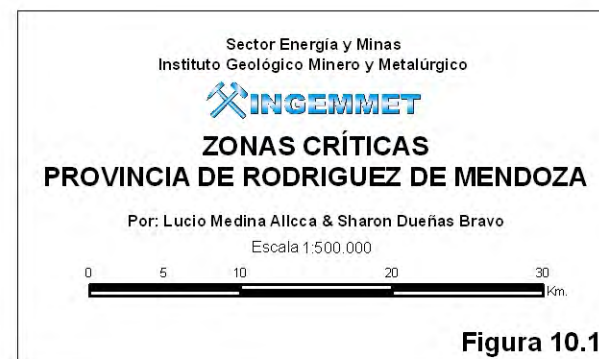 Sector Energía y Minas
Instituto Geológico Minero y Metalúrgico
INGEMMET
ZONAS CRÍTICAS
PROVINCIA DE RODRIGUEZ DE MENDOZA
Por: Lucio Medina Allcca & Sharon Dueñas Bravo
Escala 1:500.000
0 5 10 20 30
Km.
Figura 10.1